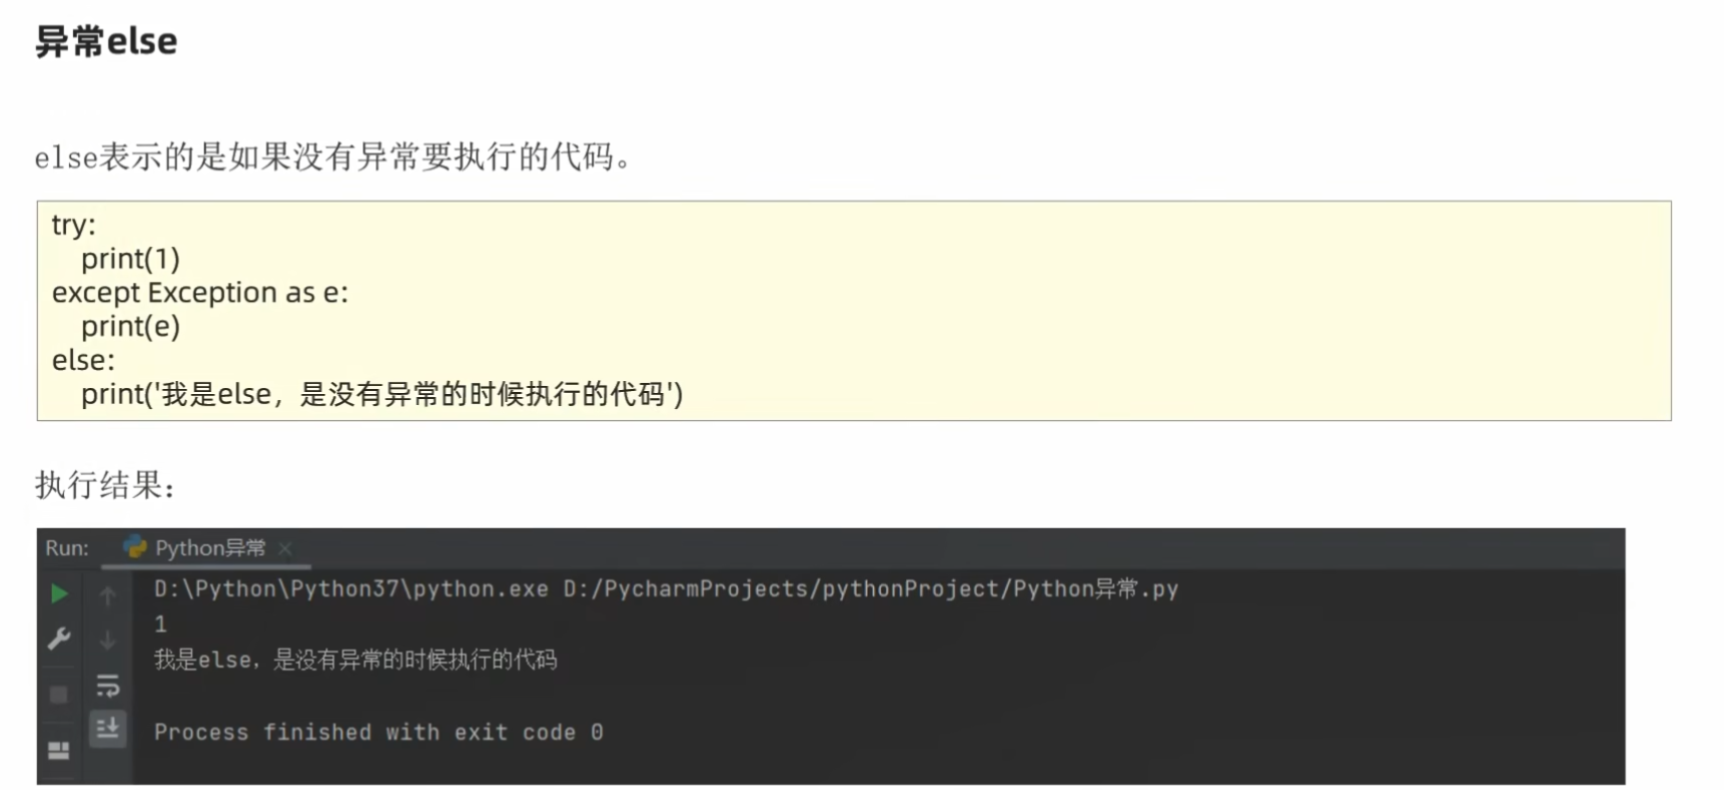 异常else
else表示的是如果没有异常要执行的代码。
try:
    print(1)
except Exception as e:
    print(e)
else:
    print('我是else，是没有异常的时候执行的代码')
执行结果：
Run: Python异常 ×
D:\Python\Python37\python.exe D:/PycharmProjects/pythonProject/Python异常.py
1
我是else，是没有异常的时候执行的代码
Process finished with exit code 0